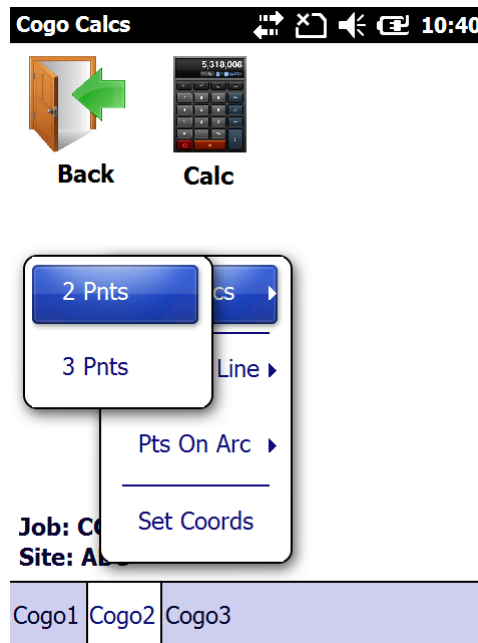 Cogo Calcs 10:40
5,318,008
Back Calc
2 Pnts
cs
3 Pnts
Line
Pts On Arc
Set Coords
Job: C
Site: A
Cogo1 Cogo2 Cogo3